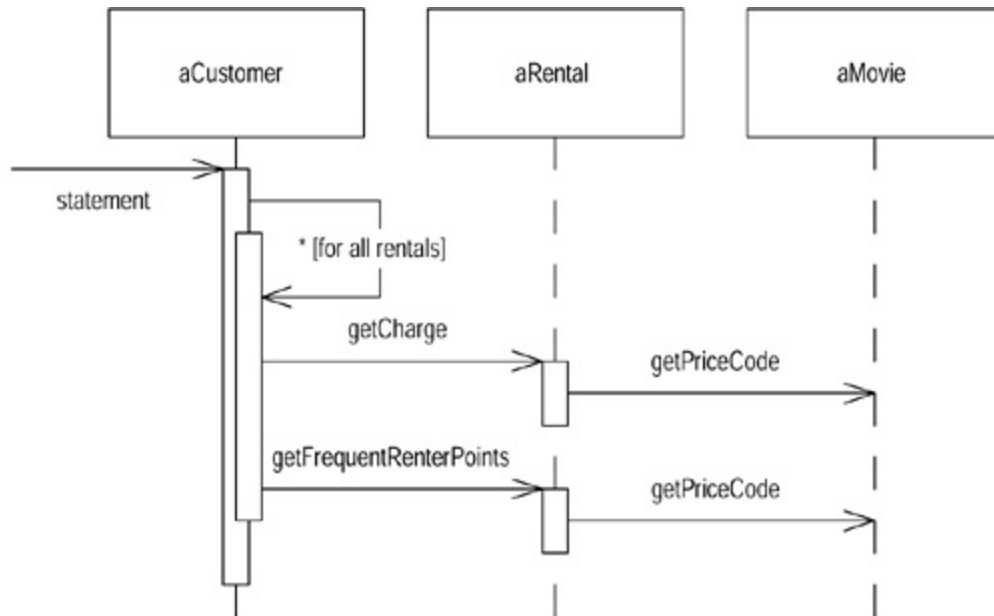 aCustomer
aRental
aMovie
statement
* [for all rentals]
getCharge
getPriceCode
getFrequentRenterPoints
getPriceCode